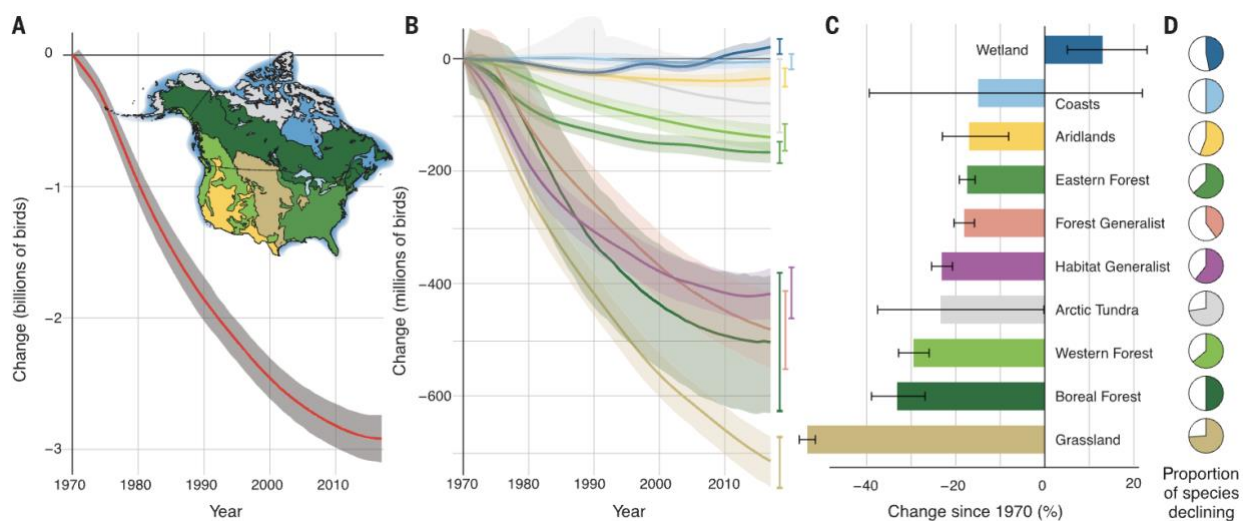 A
B
C
D
0
−1
−2
−3
Change (billions of birds)
1970
1980
1990
2000
2010
Year
0
−200
−400
−600
Change (millions of birds)
1970
1980
1990
2000
2010
Year
Wetland
Coasts
Aridlands
Eastern Forest
Forest Generalist
Habitat Generalist
Arctic Tundra
Western Forest
Boreal Forest
Grassland
−40
−20
0
20
Change since 1970 (%)
Proportion
of species
declining